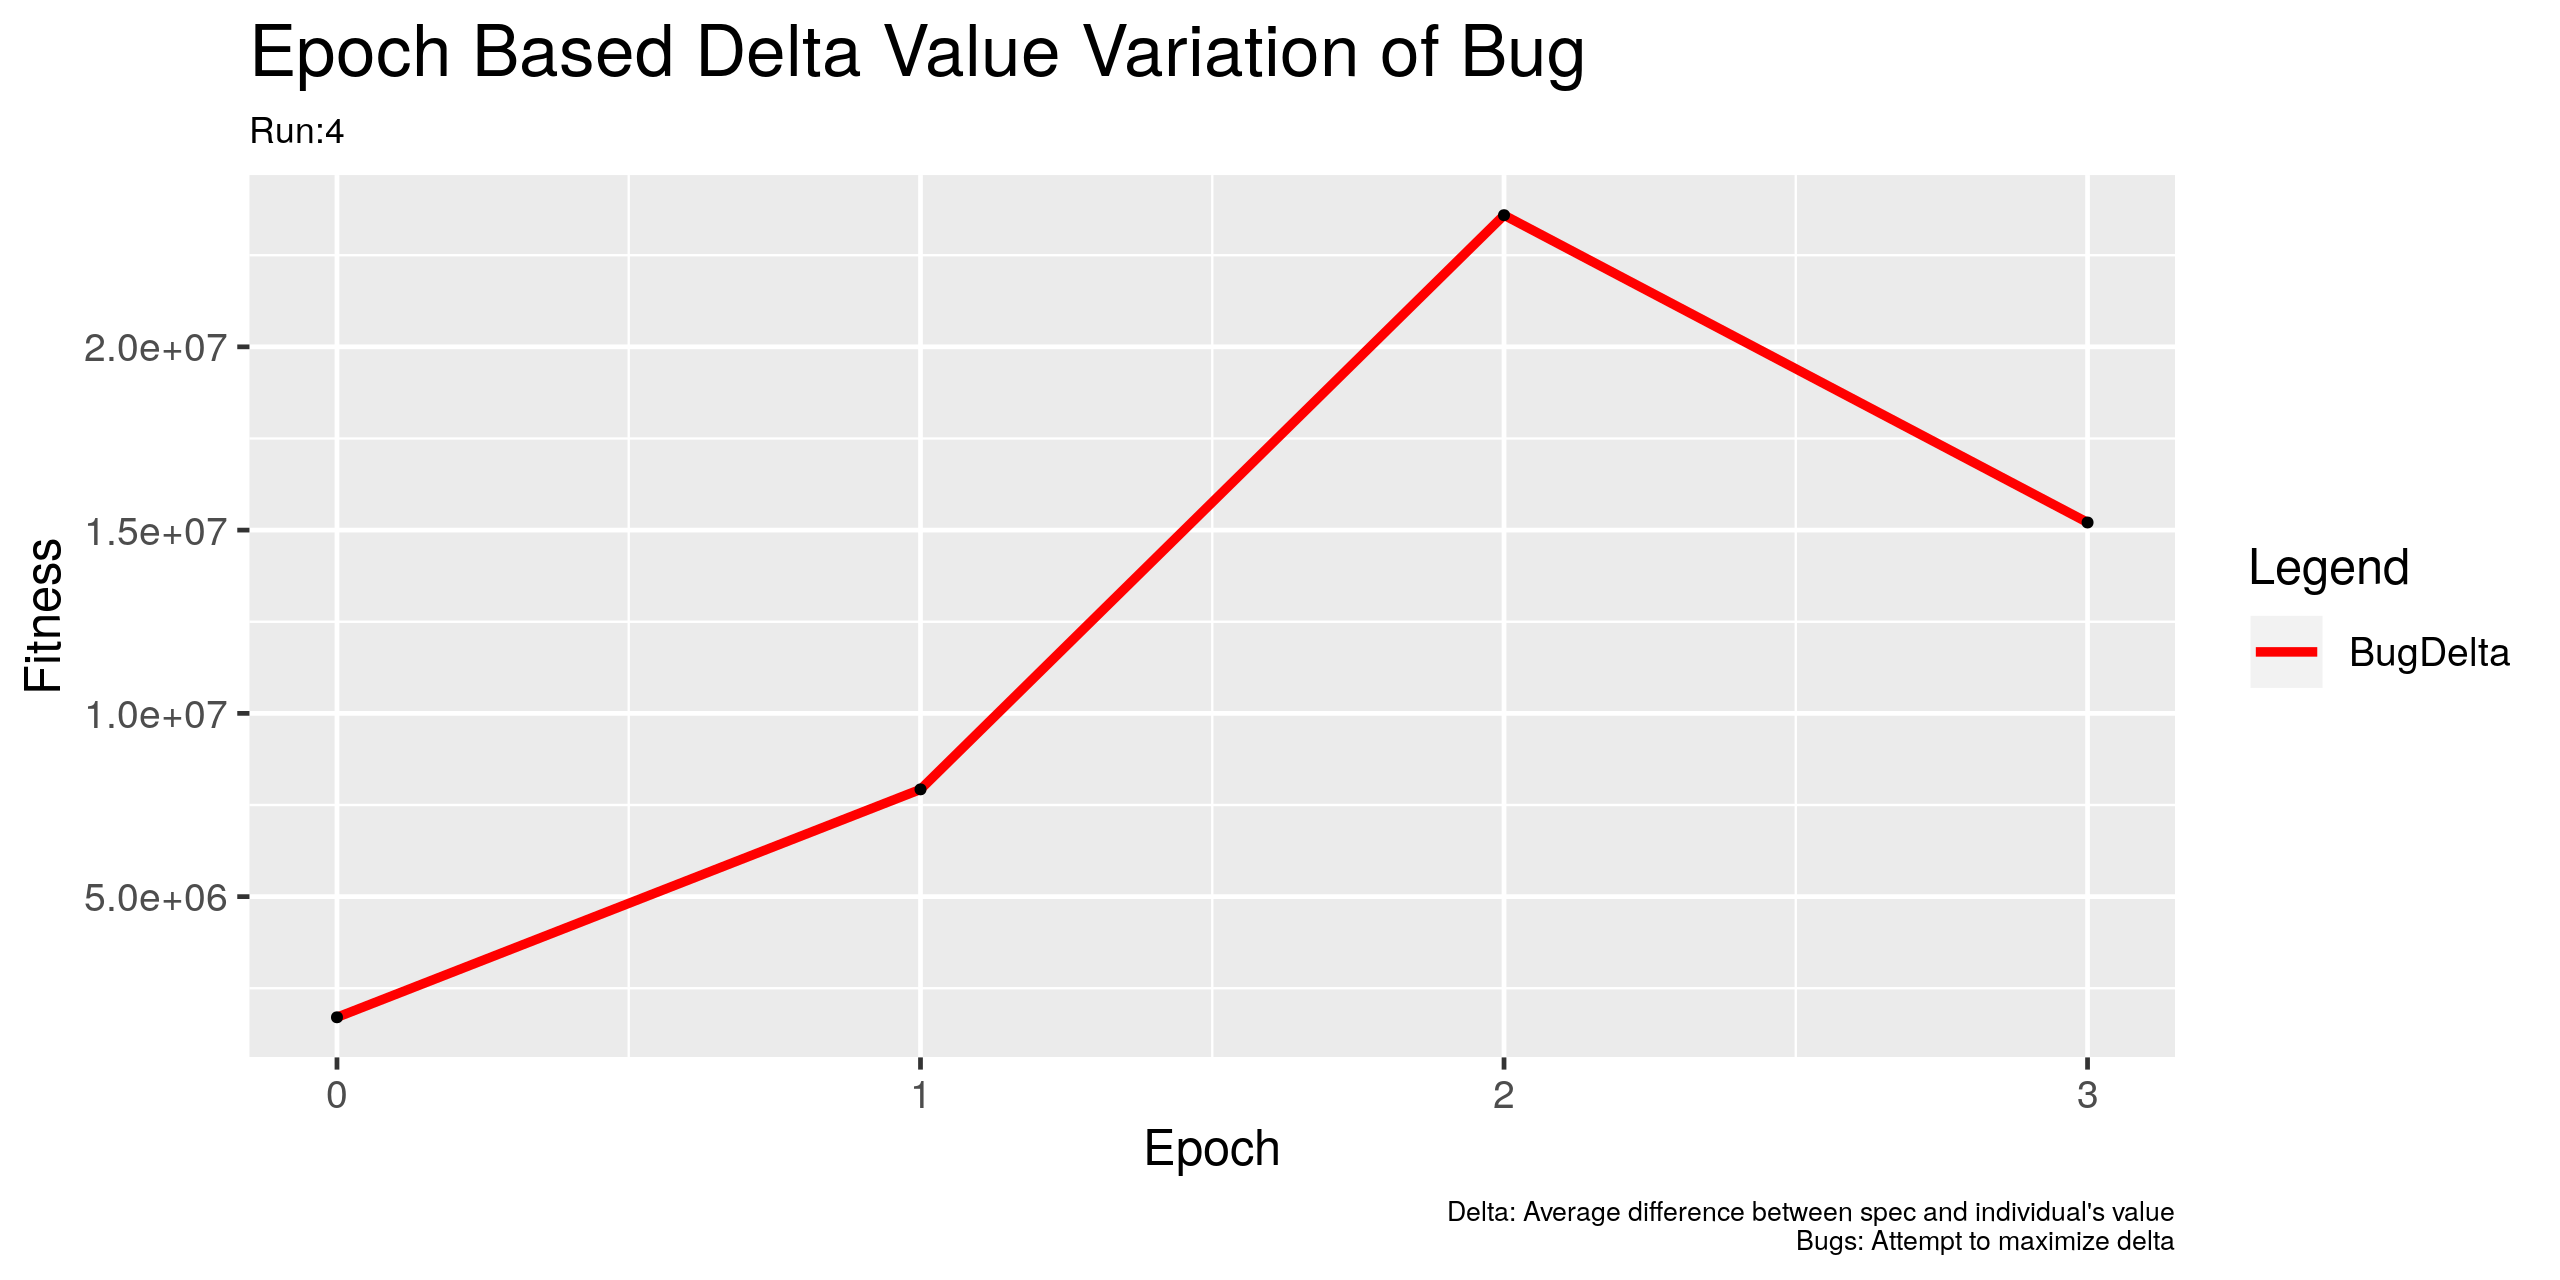 Epoch Based Delta Value Variation of Bug
Run:4
Fitness
2.0e+07
1.5e+07
1.0e+07
5.0e+06
0 1 2 3
Epoch
Legend
BugDelta
Delta: Average difference between spec and individual's value
Bugs: Attempt to maximize delta